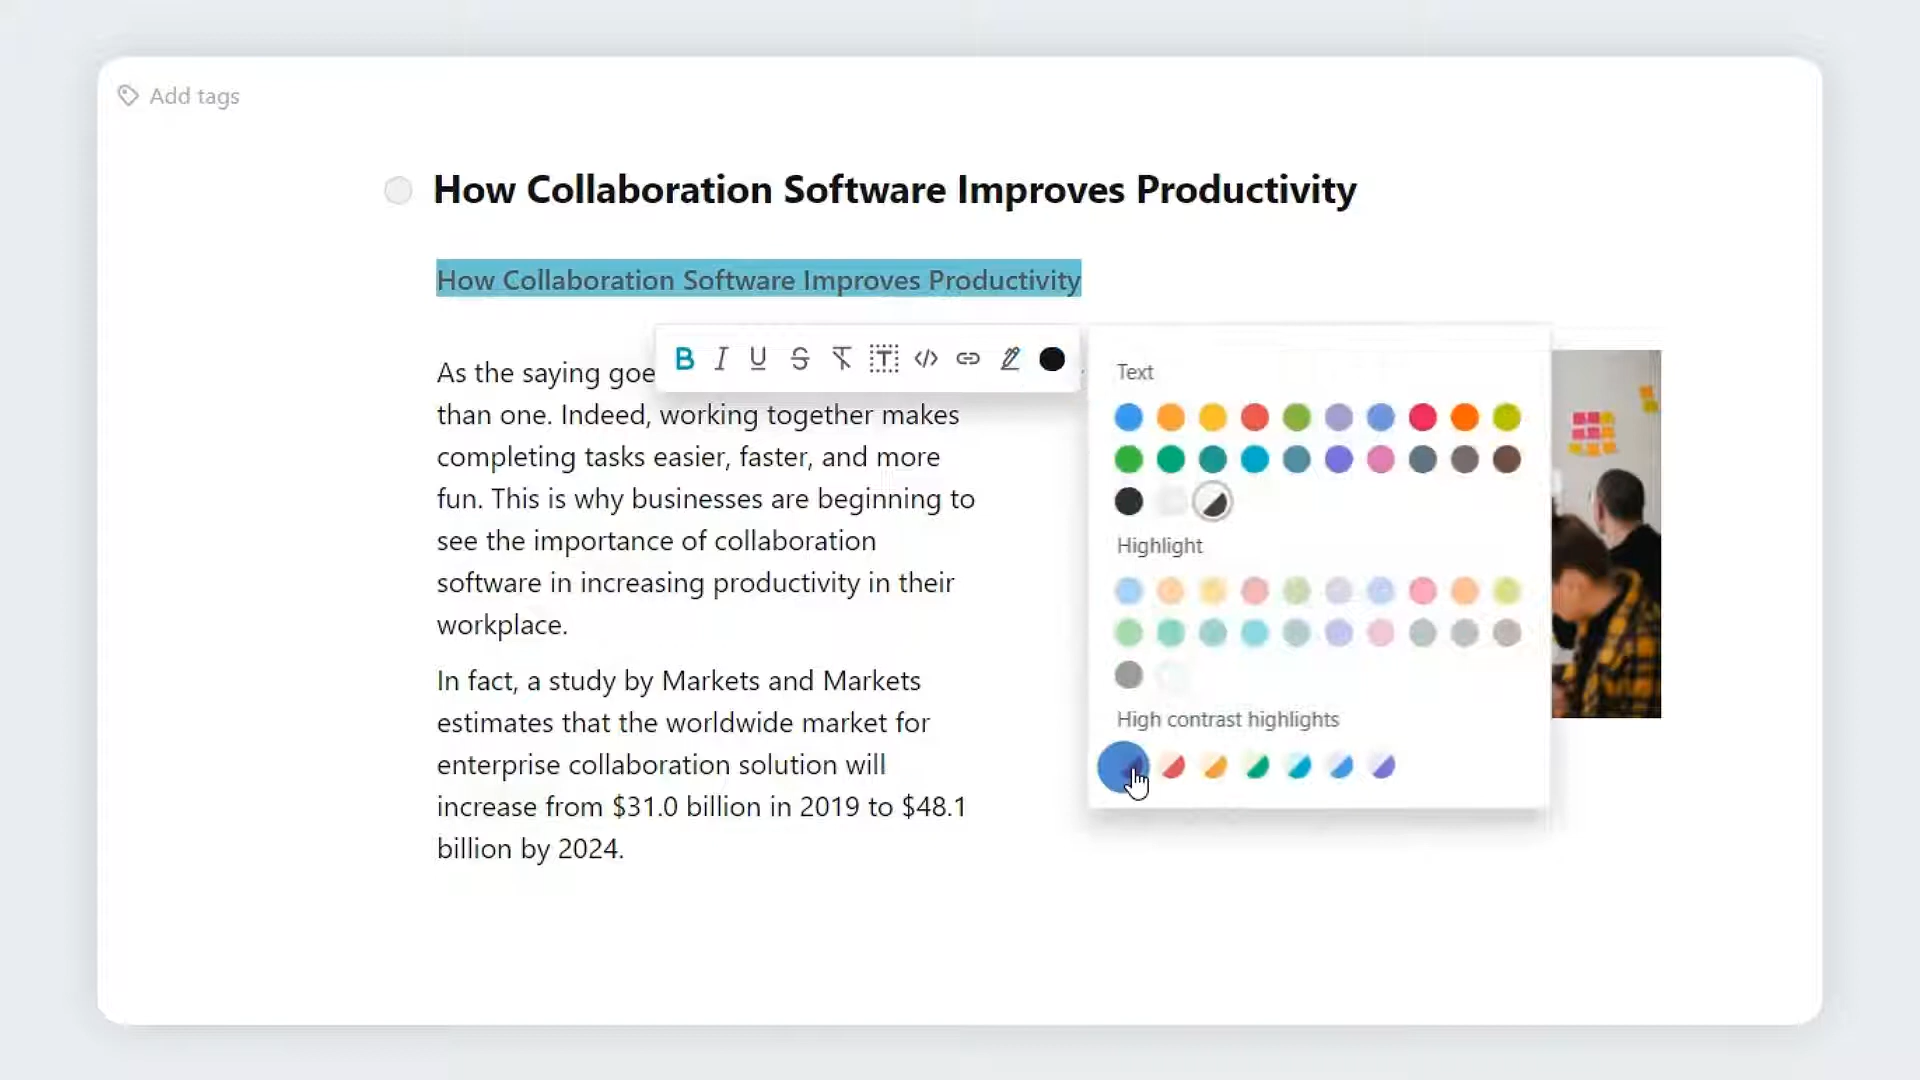 Add tags
How Collaboration Software Improves Productivity
How Collaboration Software Improves Productivity
B I U S T T </>
As the saying goe
than one. Indeed, working together makes
completing tasks easier, faster, and more
fun. This is why businesses are beginning to
see the importance of collaboration
software in increasing productivity in their
workplace.
In fact, a study by Markets and Markets
estimates that the worldwide market for
enterprise collaboration solution will
increase from $31.0 billion in 2019 to $48.1
billion by 2024.
Text
Highlight
High contrast highlights